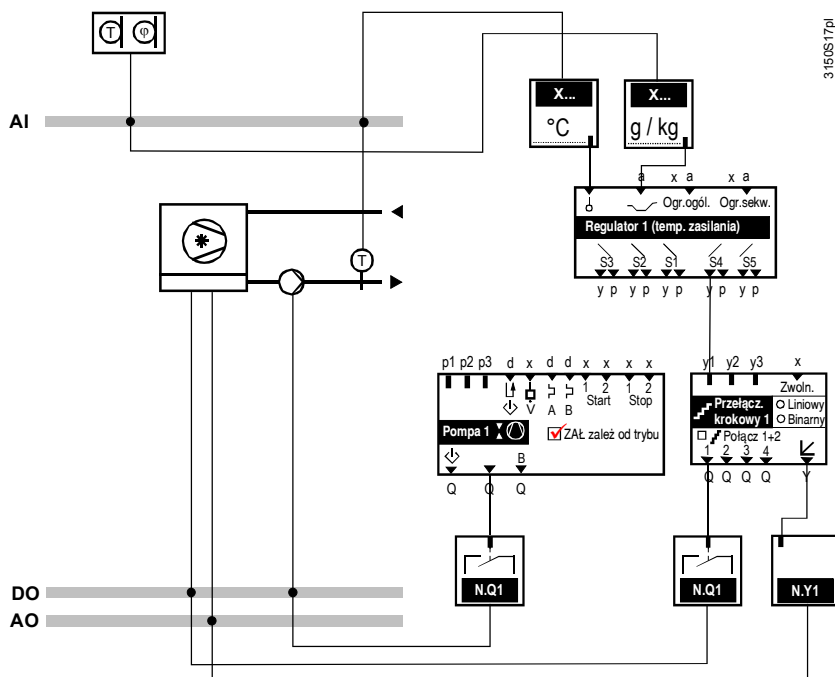 3150S17pl
T φ
AI
X...
°C
X...
g / kg
a x a x a
Ogr.ogól. Ogr.sekw.
Regulator 1 (temp. zasilania)
S3 S2 S1 S4 S5
y p y p y p y p y p
T
p1 p2 p3 d x d d x x x x
1 2 1 2
A B Start Stop
V
Pompa 1
ZAŁ zależ od trybu
B
Q Q Q
y1 y2 y3 x
Zwoln.
Przełącz.
krokowy 1
Liniowy
Binarny
Połącz 1+2
1 2 3 4
Q Q Q Q Y
N.Q1
N.Q1
N.Y1
DO
AO